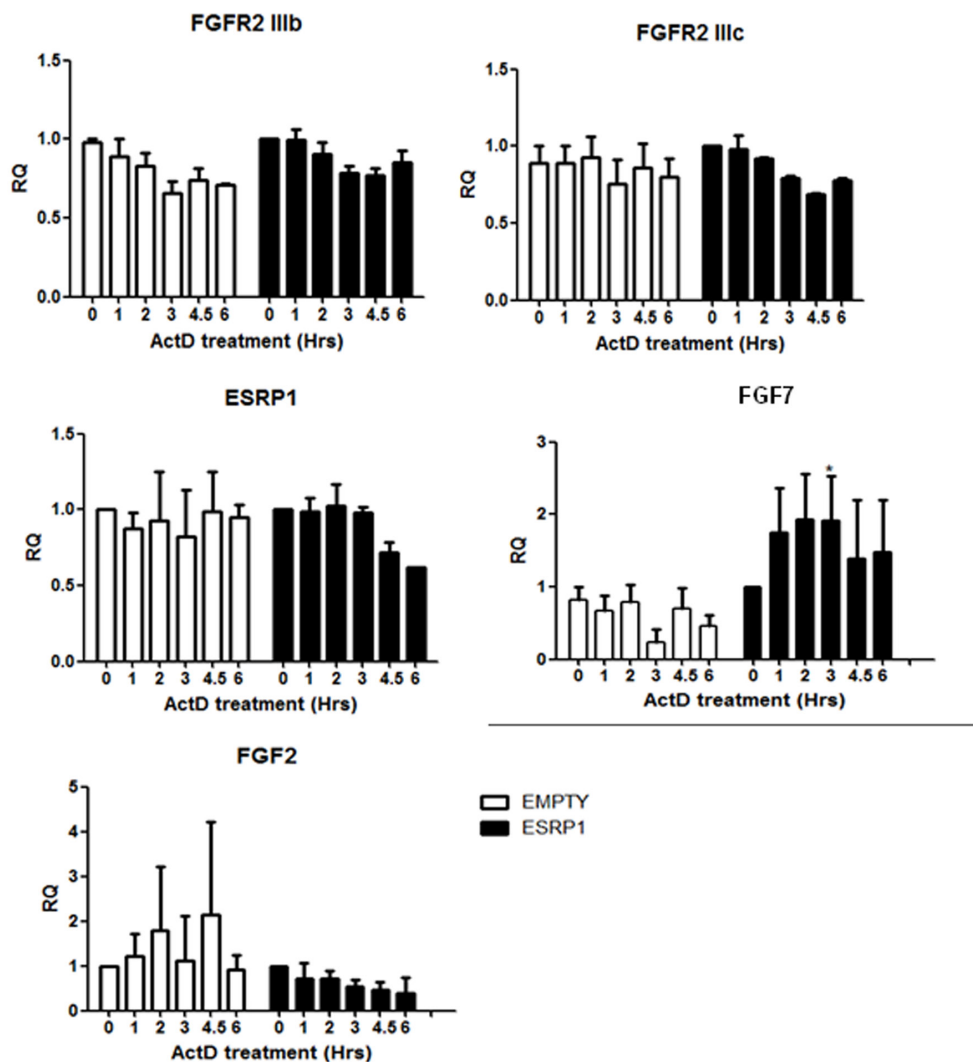 FGFR2 IIIb
1.5
1.0
0.5
0.0
RQ
0 1 2 3 4.5 6 0 1 2 3 4.5 6
ActD treatment (Hrs)
FGFR2 IIIc
1.5
1.0
0.5
0.0
RQ
0 1 2 3 4.5 6 0 1 2 3 4.5 6
ActD treatment (Hrs)
ESRP1
1.5
1.0
0.5
0.0
RQ
0 1 2 3 4.5 6 0 1 2 3 4.5 6
ActD treatment (Hrs)
FGF7
3
2
1
0
RQ
*
0 1 2 3 4.5 6 0 1 2 3 4.5 6
ActD treatment (Hrs)
FGF2
5
4
3
2
1
0
RQ
0 1 2 3 4.5 6 0 1 2 3 4.5 6
ActD treatment (Hrs)
EMPTY
ESRP1